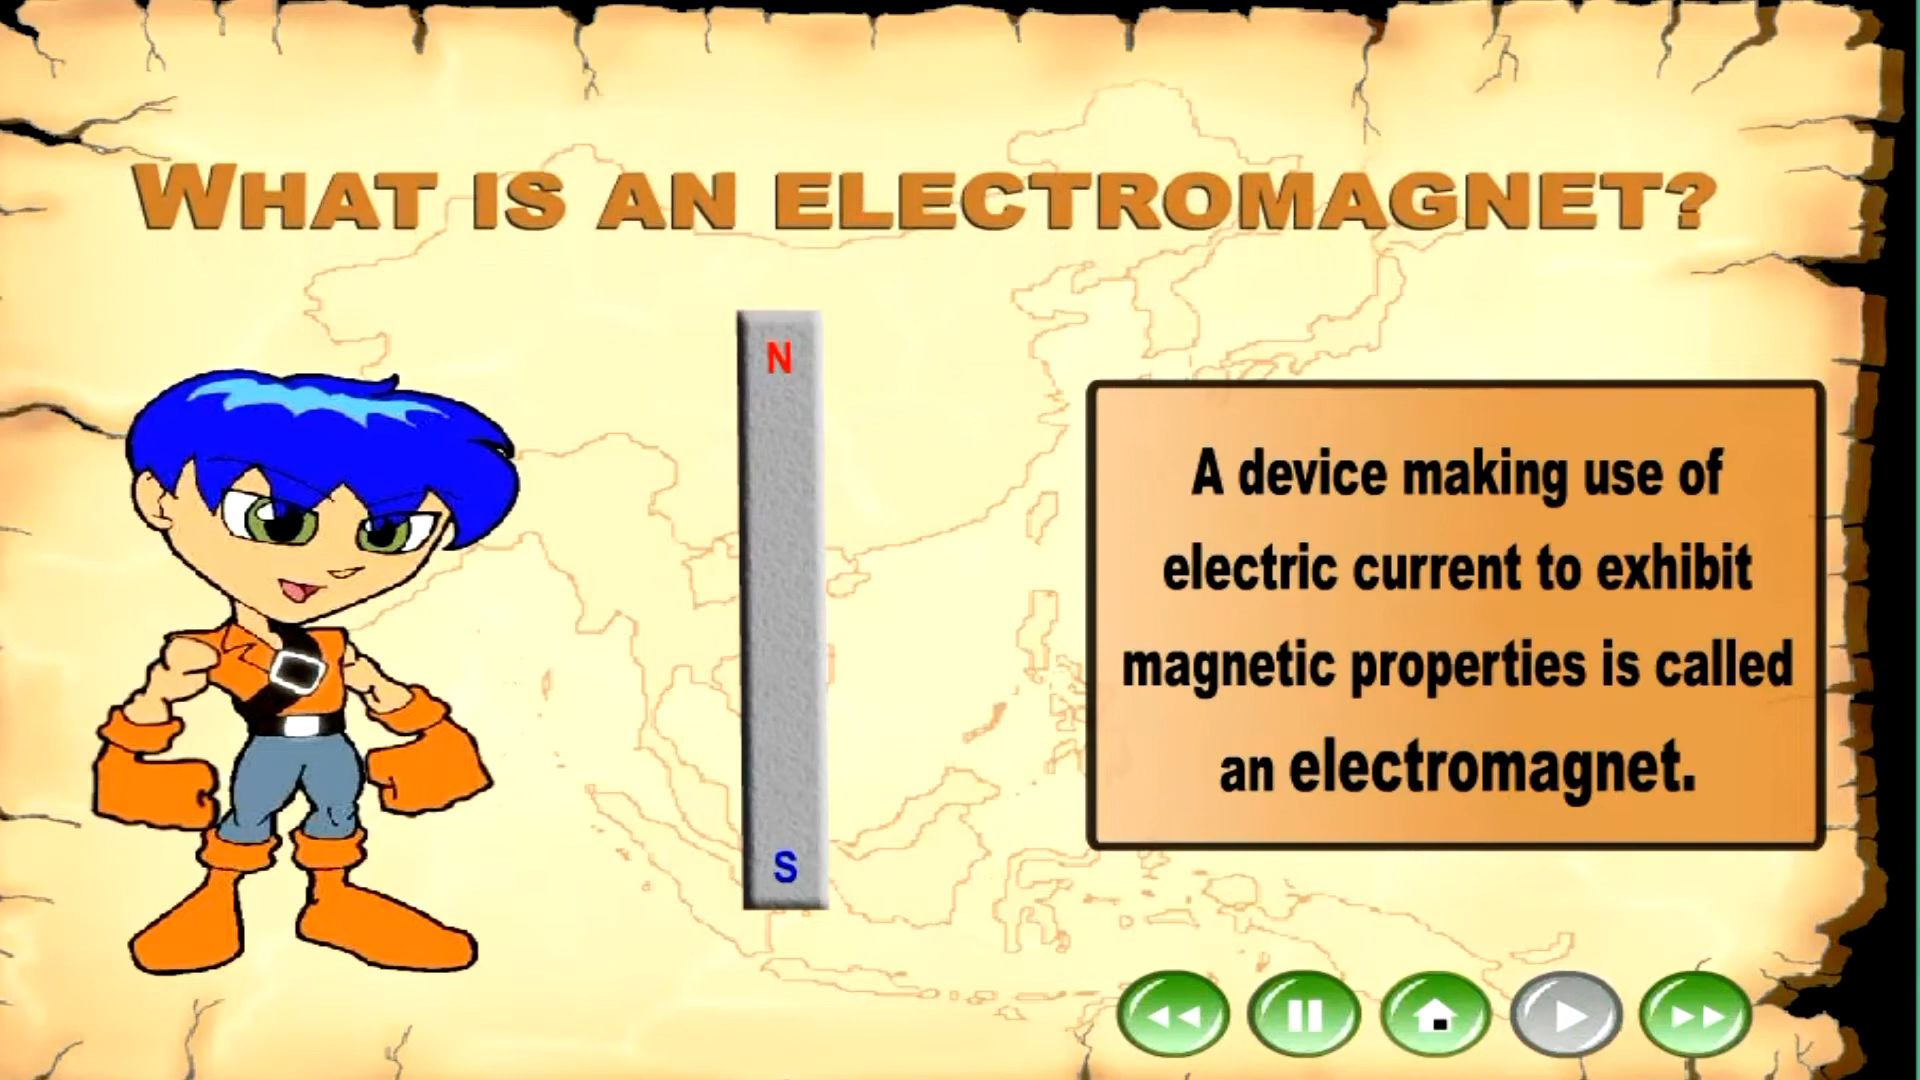 WHAT IS AN ELECTROMAGNET?
N
A device making use of
electric current to exhibit
magnetic properties is called
an electromagnet.
S